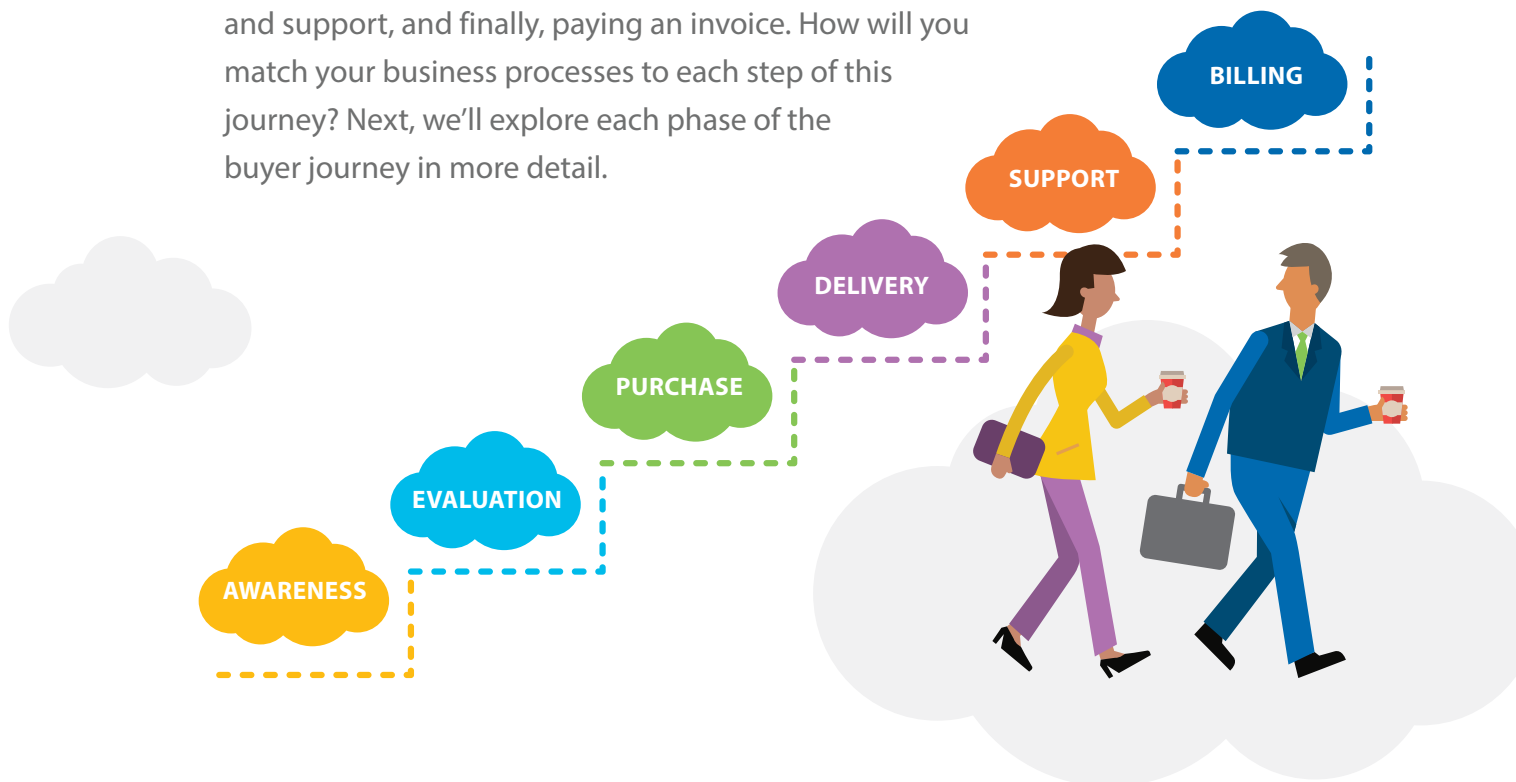 and support, and finally, paying an invoice. How will you
match your business processes to each step of this
journey? Next, we’ll explore each phase of the
buyer journey in more detail.
BILLING
SUPPORT
DELIVERY
PURCHASE
EVALUATION
AWARENESS